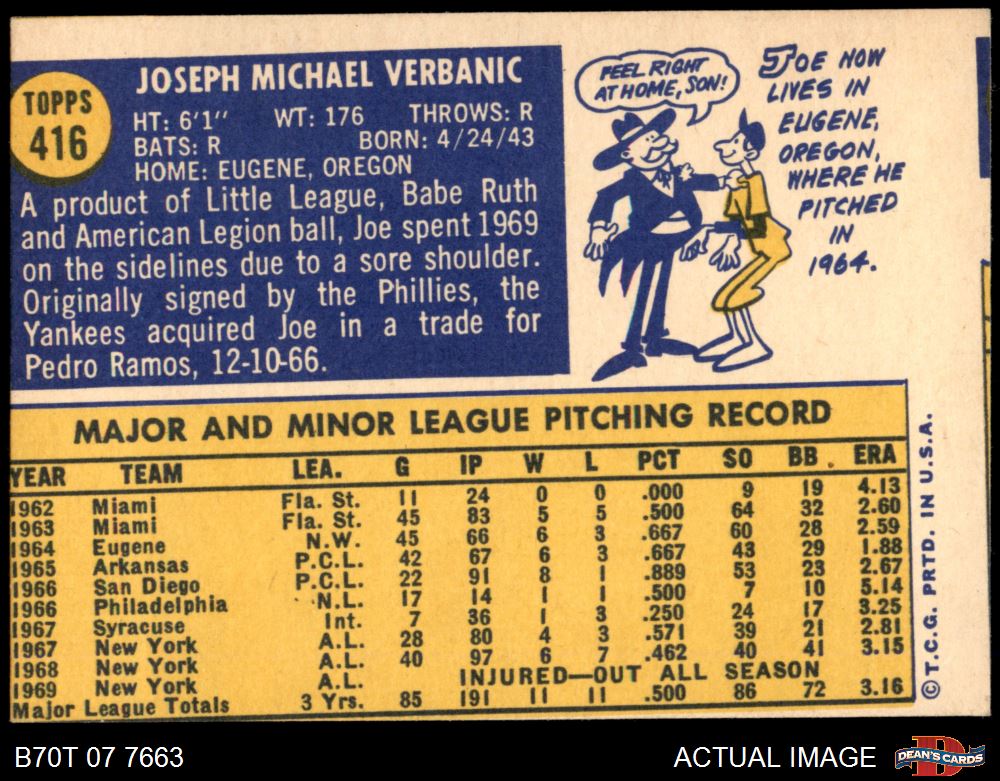 TOPPS
416
JOSEPH MICHAEL VERBANIC
HT: 6'1" WT: 176 THROWS: R
BATS: R BORN: 4/24/43
HOME: EUGENE, OREGON
A product of Little League, Babe Ruth
and American Legion ball, Joe spent 1969
on the sidelines due to a sore shoulder.
Originally signed by the Phillies, the
Yankees acquired Joe in a trade for
Pedro Ramos, 12-10-66.
FEEL RIGHT
AT HOME, SON!
JOE NOW
LIVES IN
EUGENE,
OREGON,
WHERE HE
PITCHED
IN
1964.
MAJOR AND MINOR LEAGUE PITCHING RECORD
YEAR TEAM LEA. G IP W L PCT SO BB. ERA
1962 Miami Fla. St. 11 24 0 0 .000 9 19 4.13
1963 Miami Fla. St. 45 83 5 5 .500 64 32 2.60
1964 Eugene N.W. 45 66 6 3 .667 60 28 2.59
1965 Arkansas P.C.L. 42 67 6 3 .667 43 29 1.88
1966 San Diego P.C.L. 22 91 8 1 .889 53 23 2.67
1966 Philadelphia N.L. 17 14 1 1 .500 7 10 5.14
1967 Syracuse Int. 7 36 1 3 .250 24 17 3.25
1967 New York A.L. 28 80 4 3 .571 39 21 2.81
1968 New York A.L. 40 97 6 7 .462 40 41 3.15
1969 New York A.L. INJURED—OUT ALL SEASON
Major League Totals 3 Yrs. 85 191 11 11 .500 86 72 3.16
© T.C.G. PRTD. IN U.S.A.
B70T 07 7663
ACTUAL IMAGE
DEAN'S CARDS